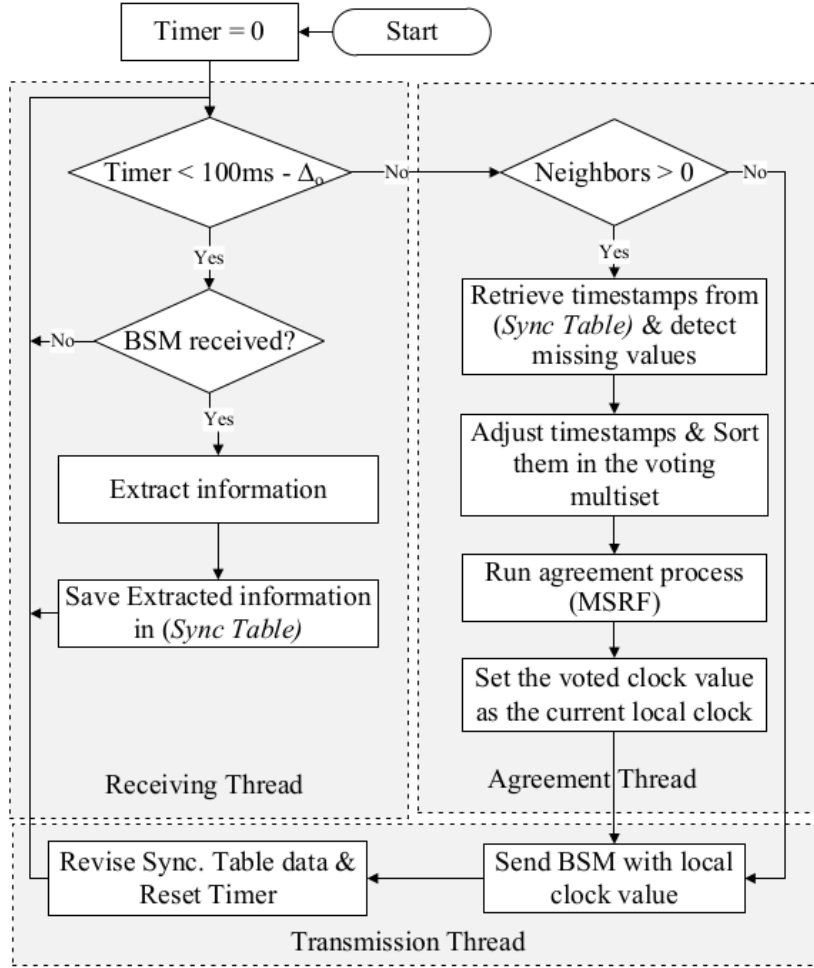 Timer = 0
Start
Timer < 100ms - Δo
No
Yes
BSM received?
No
Yes
Extract information
Save Extracted information
in (Sync Table)
Receiving Thread
Neighbors > 0
No
Yes
Retrieve timestamps from
(Sync Table) & detect
missing values
Adjust timestamps & Sort
them in the voting
multiset
Run agreement process
(MSRF)
Set the voted clock value
as the current local clock
Agreement Thread
Send BSM with local
clock value
Revise Sync. Table data &
Reset Timer
Transmission Thread